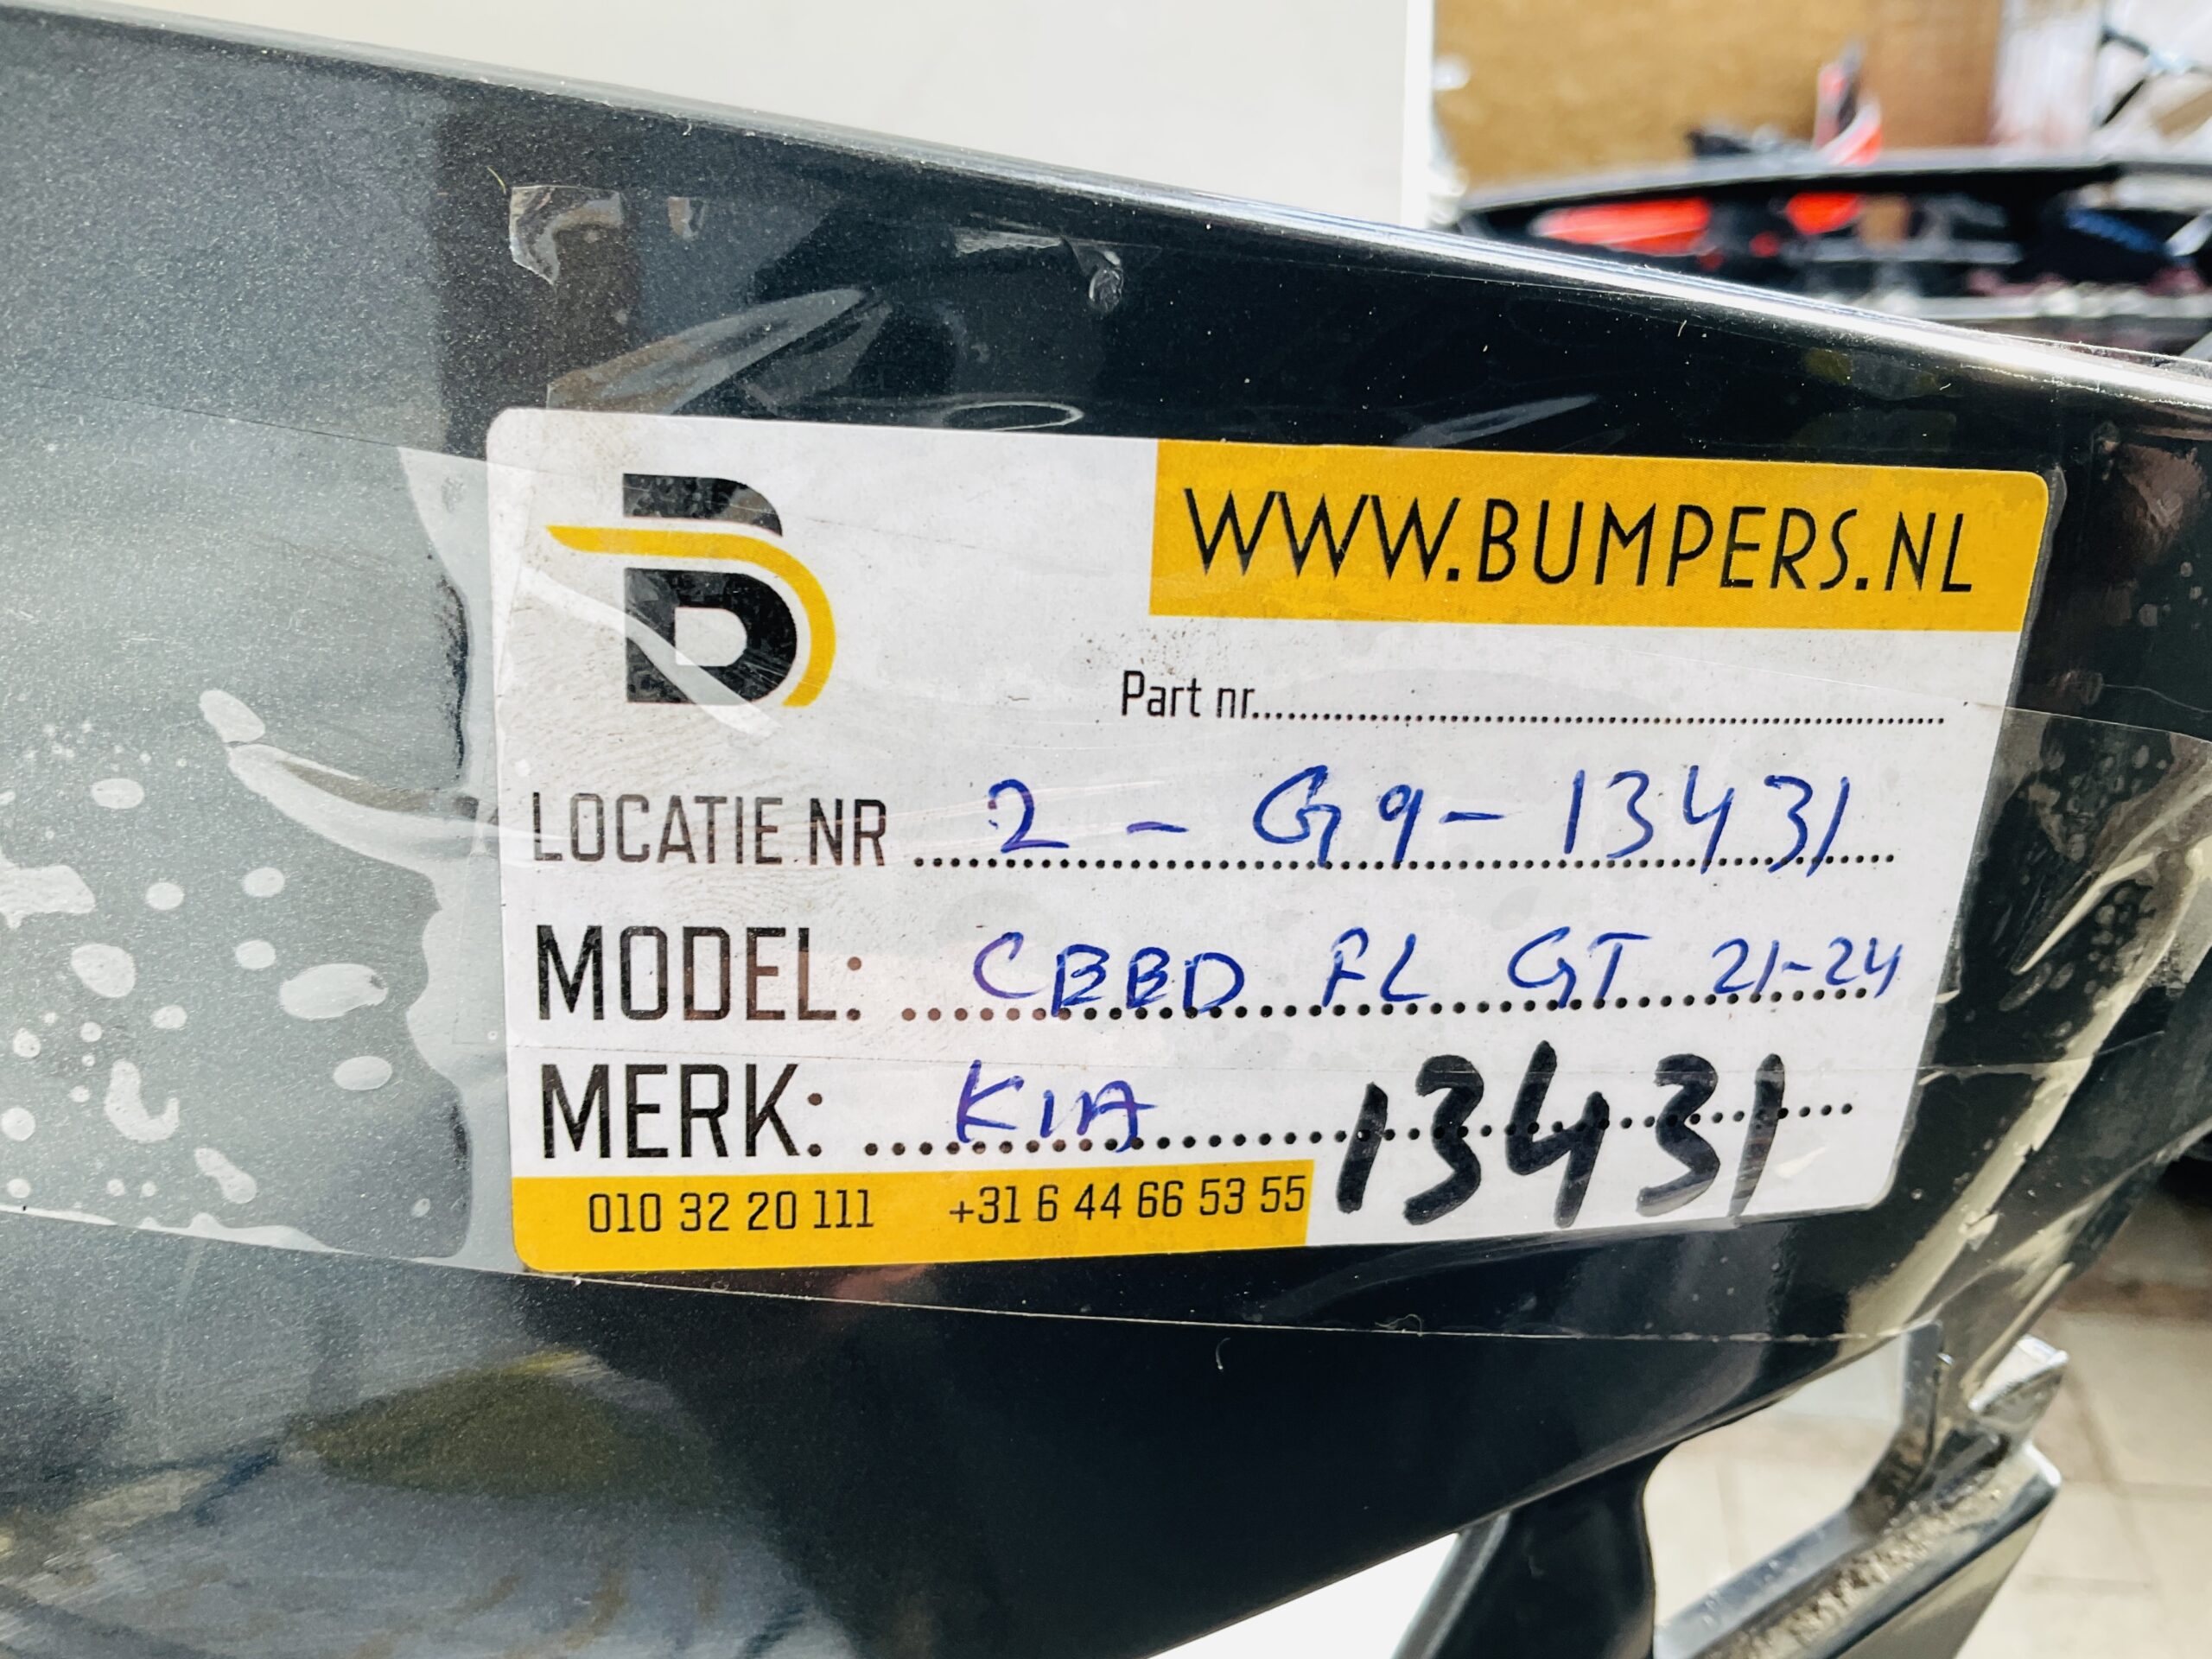 B
WWW.BUMPERS.NL
Part nr.......................................................
LOCATIE NR 2 - G9 - 13431
MODEL: CEED FL GT 21-24
MERK: KIA 13431
010 32 20 111 +31 6 44 66 53 55